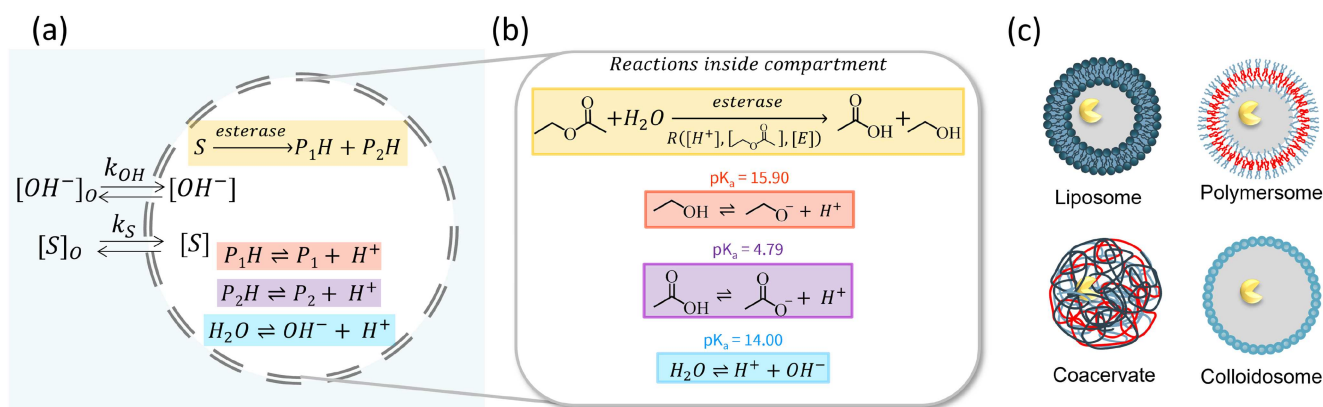 (a)
esterase
S ⟶ P₁H + P₂H
k_OH
[OH⁻]_O ⇌ [OH⁻]
k_S
[S]_O ⇌ [S]
P₁H ⇌ P₁ + H⁺
P₂H ⇌ P₂ + H⁺
H₂O ⇌ OH⁻ + H⁺
(b)
Reactions inside compartment
esterase
O
O + H₂O ⟶ OH + OH
R([H⁺],[O O],[E])
pKₐ = 15.90
OH ⇌ O⁻ + H⁺
pKₐ = 4.79
O O
OH ⇌ O⁻ + H⁺
pKₐ = 14.00
H₂O ⇌ H⁺ + OH⁻
(c)
Liposome
Polymersome
Coacervate
Colloidosome